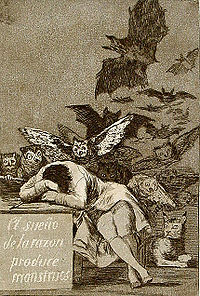 El sueño
de la razon
produce
monstruos